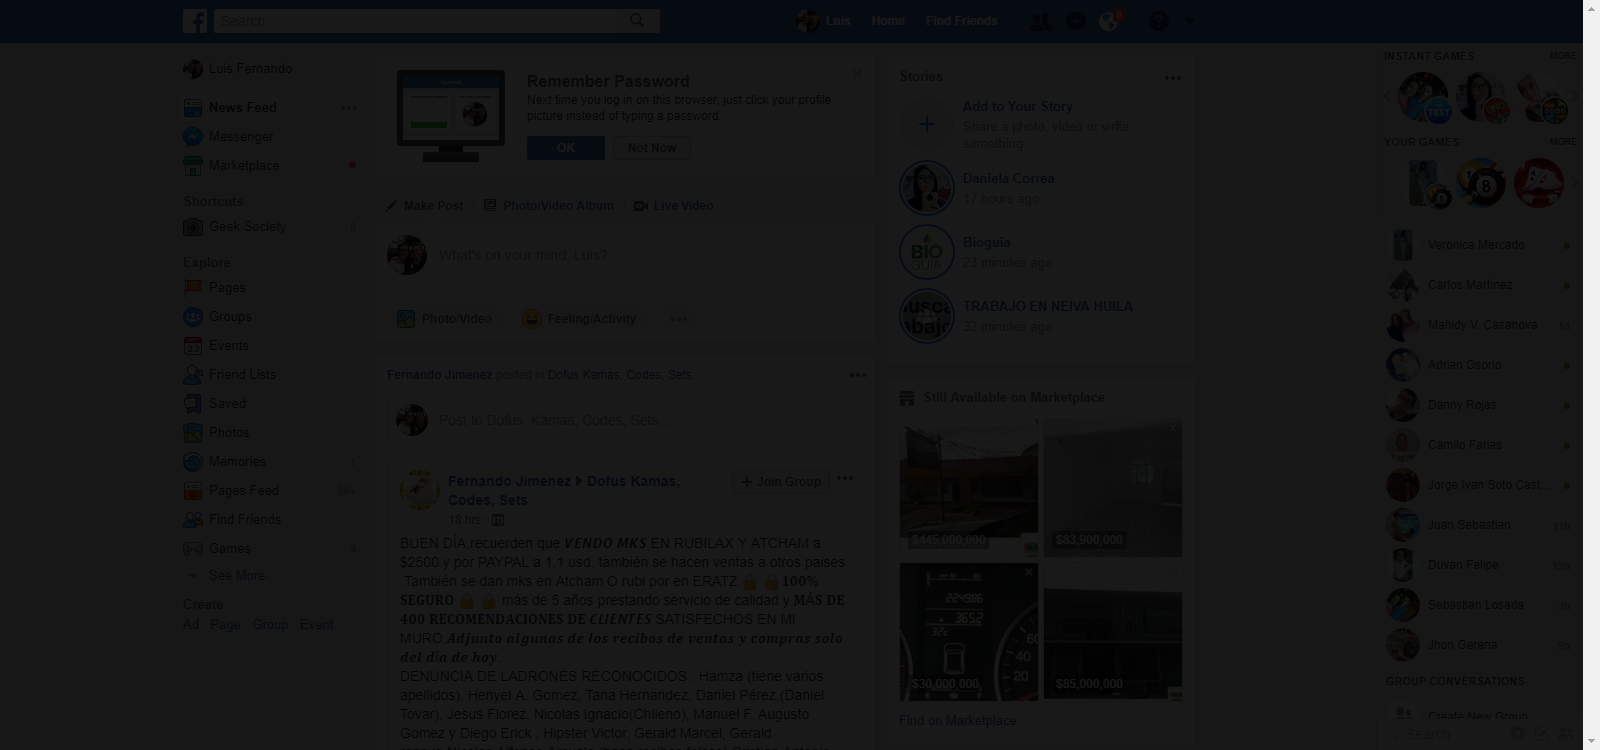 Search
Luis Home Find Friends
Luis Fernando
News Feed
Messenger
Marketplace
Shortcuts
Geek Society
Explore
Pages
Groups
Events
Friend Lists
Saved
Photos
Memories
Pages Feed 20+
Find Friends
Games 4
See More...
Create
Ad Page Group Event
Remember Password
Next time you log in on this browser, just click your profile
picture instead of typing a password.
OK Not Now
Make Post Photo/Video Album Live Video
What's on your mind, Luis?
Photo/Video Feeling/Activity
Fernando Jimenez posted in Dofus Kamas, Codes, Sets.
Post to Dofus Kamas, Codes, Sets...
Fernando Jimenez Dofus Kamas,
Codes, Sets
Join Group
18 hrs
BUEN DÍA,recuerden que VENDO MKS EN RUBILAX Y ATCHAM a
$2500 y por PAYPAL a 1,1 usd, también se hacen ventas a otros países
.También se dan mks en Atcham O rubi por en ERATZ. 100%
SEGURO más de 5 años prestando servicio de calidad y MÁS DE
400 RECOMENDACIONES DE CLIENTES SATISFECHOS EN MI
MURO.Adjunto algunas de los recibos de ventas y compras solo
del día de hoy.
DENUNCIA DE LADRONES RECONOCIDOS : Hamza (tiene varios
apellidos), Henyel A. Gomez, Tana Hernandez, Daniel Pérez,(Daniel
Tovar), Jesus Florez, Nicolas Ignacio(Chileno), Manuel F. Augusto
Gomez y Diego Erick , Hipster Victor, Gerald Marcel, Gerald
Stories
Add to Your Story
Share a photo, video or write
something
Daniela Correa
17 hours ago
BIO
GUIA
Bioguia
23 minutes ago
TRABAJO EN NEIVA HUILA
32 minutes ago
Still Available on Marketplace
$445,000,000
$83,900,000
224986
3652
32c
60
40
20
$30,000,000
$85,000,000
Find on Marketplace
INSTANT GAMES MORE
YOUR GAMES MORE
8
Veronica Mercado
Carlos Martinez
Mahidy V. Casanova 1d
Adrian Osorio
Danny Rojas
Camilo Farias
Jorge Ivan Soto Cast...
Juan Sebastian 11h
Duvan Felipe
Sebastian Losada
Jhon Gerena
GROUP CONVERSATIONS
Create New Group
Search